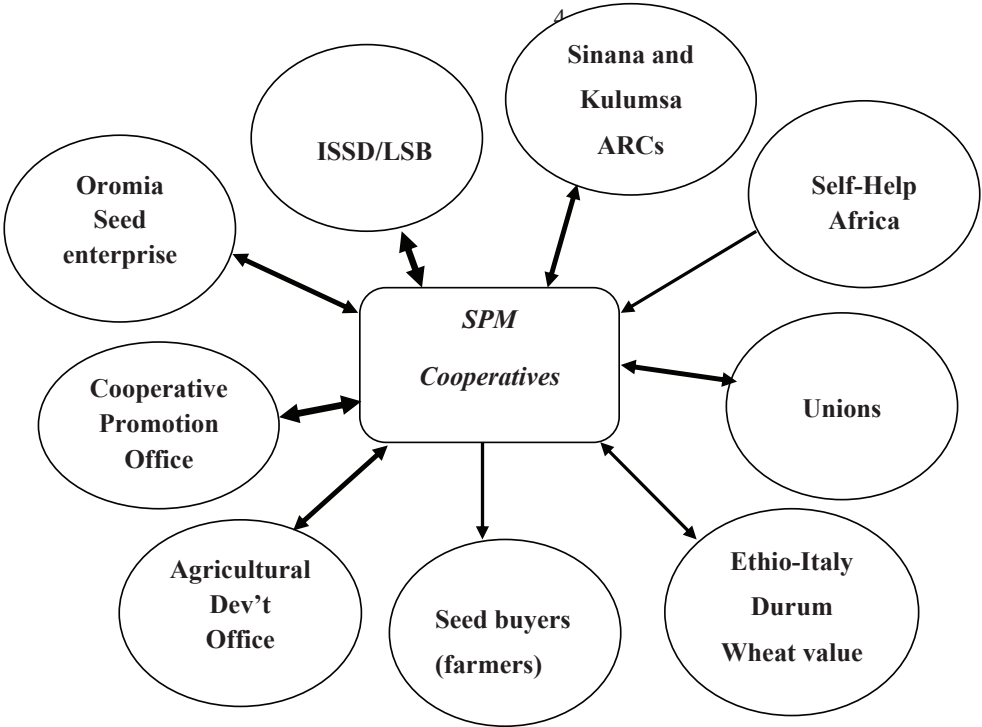 4
Sinana and
Kulumsa
ARCs
ISSD/LSB
Self-Help
Africa
Oromia
Seed
enterprise
SPM
Cooperatives
Cooperative
Promotion
Office
Unions
Agricultural
Dev’t
Office
Seed buyers
(farmers)
Ethio-Italy
Durum
Wheat value